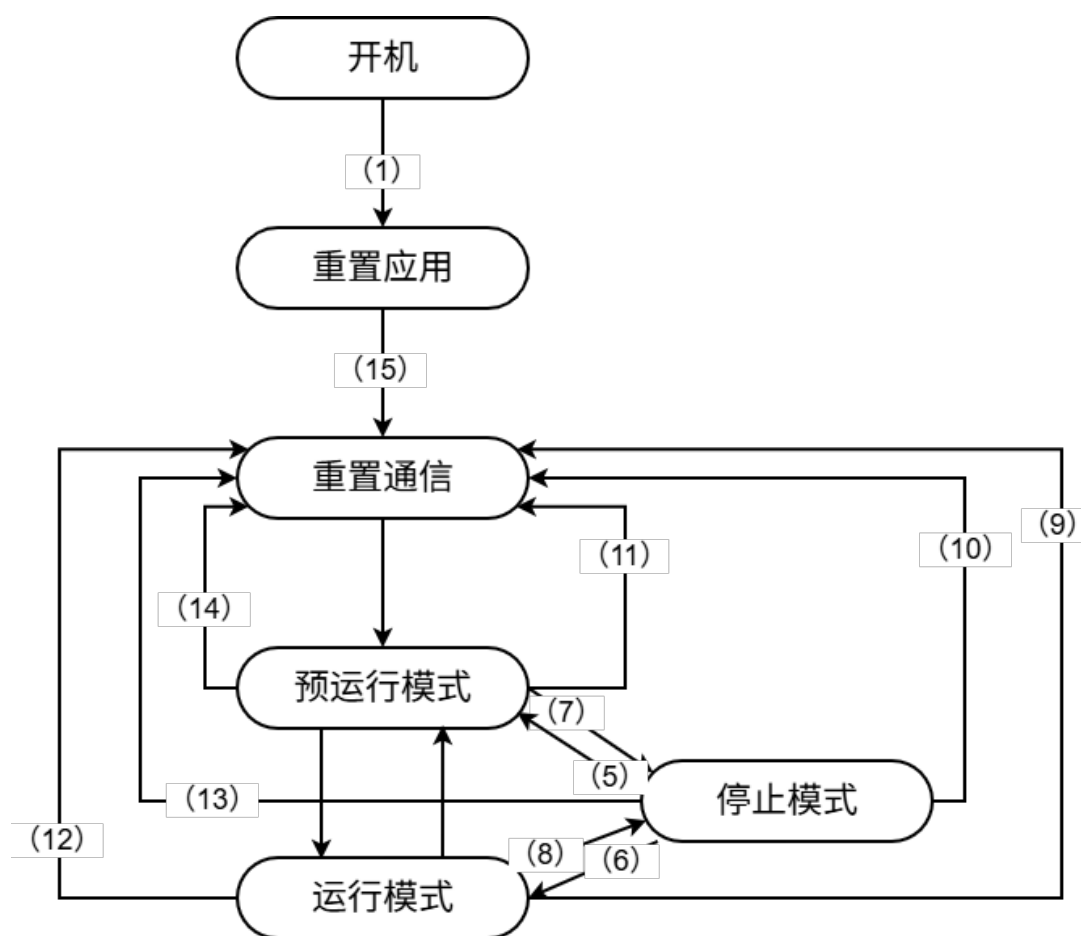 开机
（1）
重置应用
（15）
重置通信
（9）
（10）
（11）
（14）
预运行模式
（7）
（5）
停止模式
（13）
（12）
（8）
（6）
运行模式